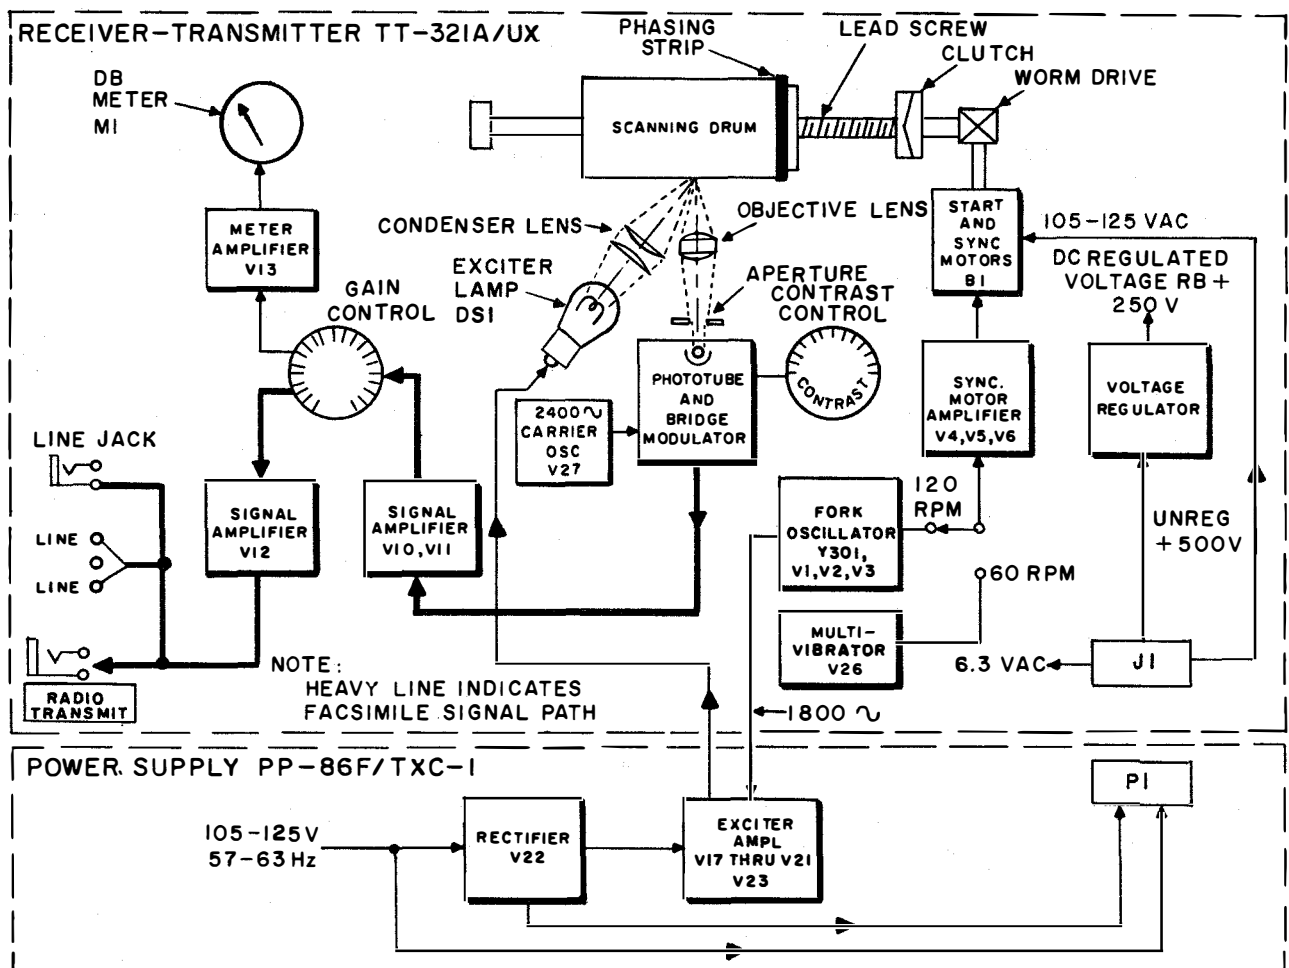 RECEIVER-TRANSMITTER TT-321A/UX
PHASING
STRIP
LEAD SCREW
CLUTCH
WORM DRIVE
DB
METER
M1
SCANNING DRUM
METER
AMPLIFIER
V13
CONDENSER LENS
OBJECTIVE LENS
START
AND
SYNC
MOTORS
B1
105-125 VAC
DC REGULATED
VOLTAGE RB+
250 V
EXCITER
LAMP
DS1
APERTURE
CONTRAST
CONTROL
GAIN
CONTROL
CONTRAST
PHOTOTUBE
AND
BRIDGE
MODULATOR
2400 ~
CARRIER
OSC
V27
SYNC.
MOTOR
AMPLIFIER
V4,V5,V6
VOLTAGE
REGULATOR
LINE JACK
LINE
LINE
SIGNAL
AMPLIFIER
V12
SIGNAL
AMPLIFIER
V10,V11
FORK
OSCILLATOR
Y301,
V1,V2,V3
120
RPM
UNREG
+500V
60 RPM
MULTI-
VIBRATOR
V26
6.3 VAC
J1
RADIO
TRANSMIT
NOTE:
HEAVY LINE INDICATES
FACSIMILE SIGNAL PATH
1800 ~
POWER SUPPLY PP-86F/TXC-1
P1
105-125V
57-63 Hz
RECTIFIER
V22
EXCITER
AMPL
V17 THRU V21
V23